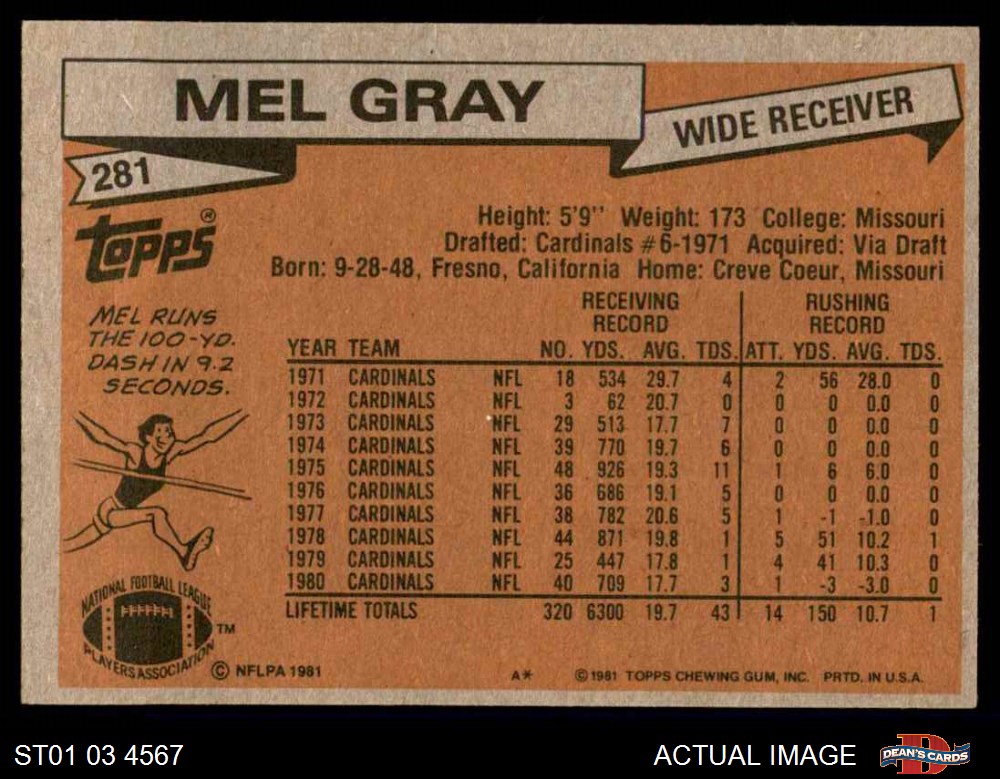 MEL GRAY
WIDE RECEIVER
281
topps®
Height: 5'9'' Weight: 173 College: Missouri
Drafted: Cardinals #6-1971 Acquired: Via Draft
Born: 9-28-48, Fresno, California Home: Creve Coeur, Missouri
MEL RUNS
THE 100-YD.
DASH IN 9.2
SECONDS.
RECEIVING RUSHING
RECORD RECORD
YEAR TEAM NO. YDS. AVG. TDS. ATT. YDS. AVG. TDS.
1971 CARDINALS NFL 18 534 29.7 4 2 56 28.0 0
1972 CARDINALS NFL 3 62 20.7 0 0 0 0.0 0
1973 CARDINALS NFL 29 513 17.7 7 0 0 0.0 0
1974 CARDINALS NFL 39 770 19.7 6 0 0 0.0 0
1975 CARDINALS NFL 48 926 19.3 11 1 6 6.0 0
1976 CARDINALS NFL 36 686 19.1 5 0 0 0.0 0
1977 CARDINALS NFL 38 782 20.6 5 1 -1 -1.0 0
1978 CARDINALS NFL 44 871 19.8 1 5 51 10.2 1
1979 CARDINALS NFL 25 447 17.8 1 4 41 10.3 0
1980 CARDINALS NFL 40 709 17.7 3 1 -3 -3.0 0
LIFETIME TOTALS 320 6300 19.7 43 14 150 10.7 1
NATIONAL FOOTBALL LEAGUE
PLAYERS ASSOCIATION
TM
© NFLPA 1981
A* ©1981 TOPPS CHEWING GUM, INC. PRTD. IN U.S.A.
ST01 03 4567
ACTUAL IMAGE
D
DEAN'S CARDS